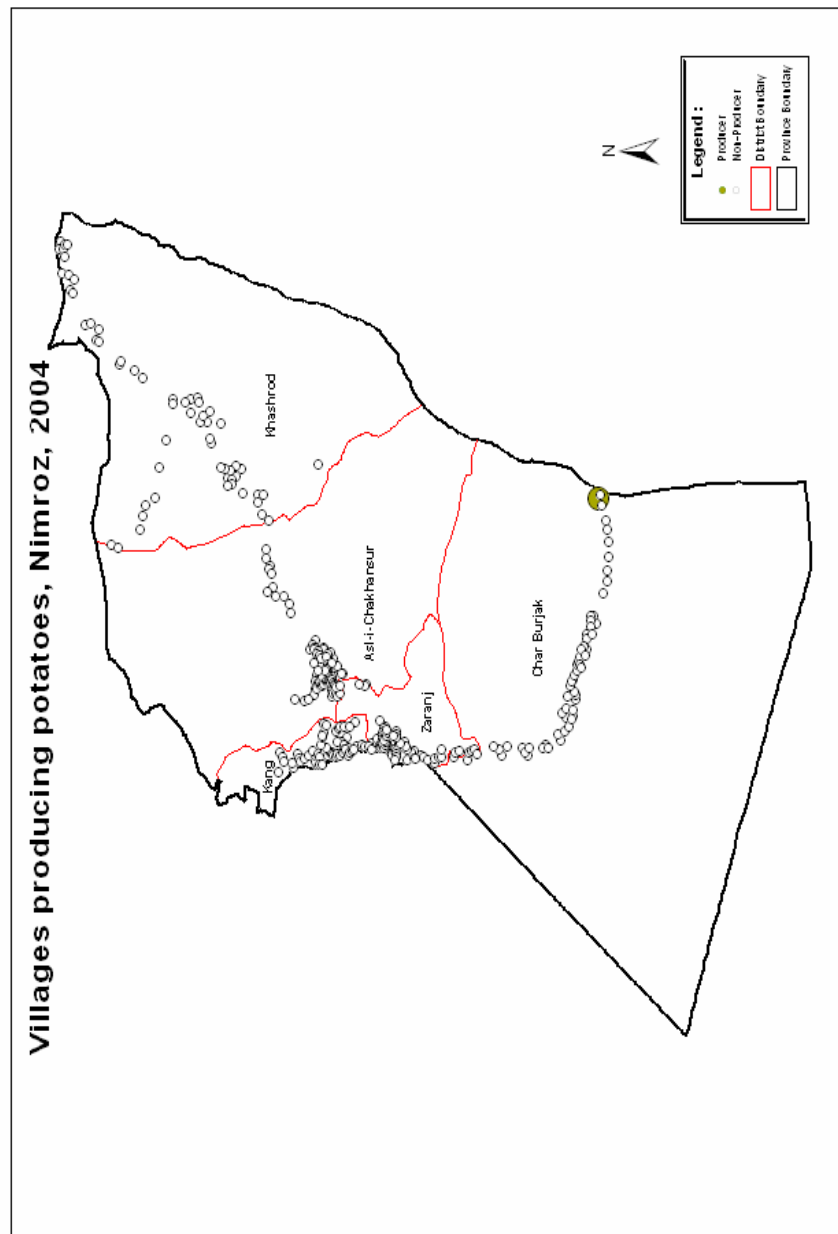 Villages producing potatoes, Nimroz, 2004
N
Legend :
Producer
Non-Producer
District Boundary
Province Boundary
Khashrod
Asl-i-Chakhansur
Kang
Zaranj
Char Burjak